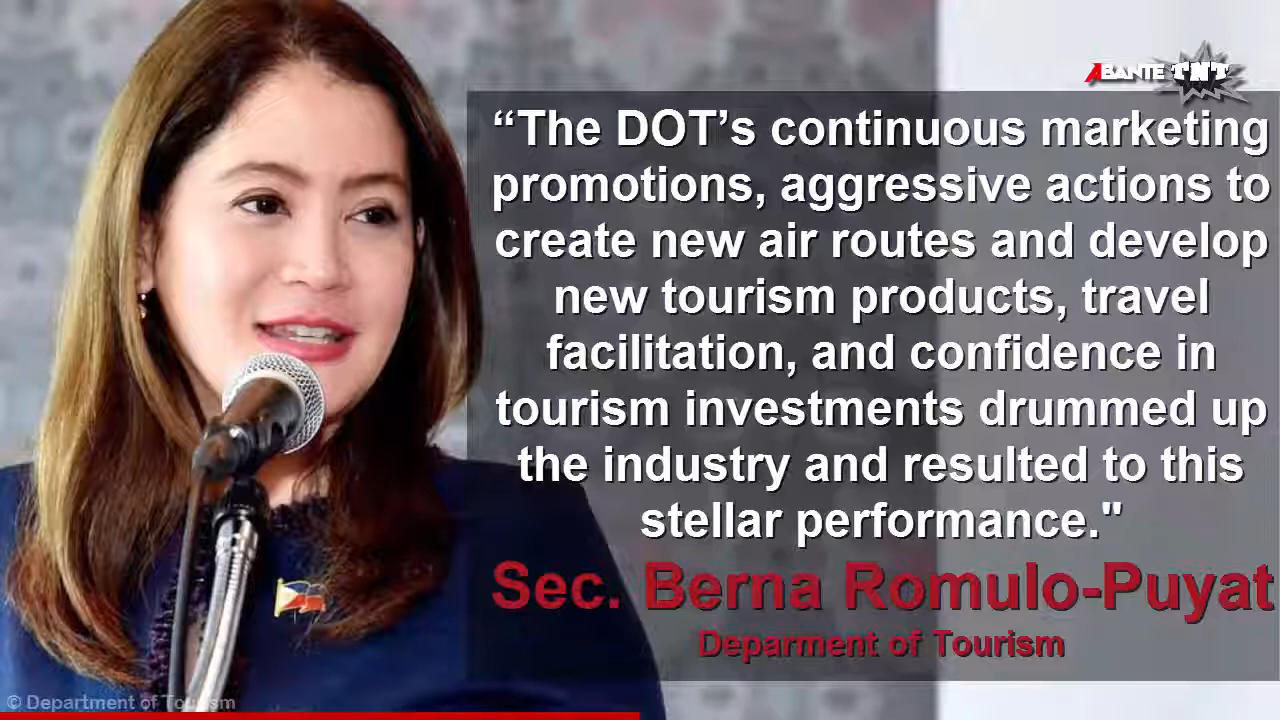 ABANTE TNT
“The DOT’s continuous marketing
promotions, aggressive actions to
create new air routes and develop
new tourism products, travel
facilitation, and confidence in
tourism investments drummed up
the industry and resulted to this
stellar performance."
Sec. Berna Romulo-Puyat
Deparment of Tourism
© Department of Tourism